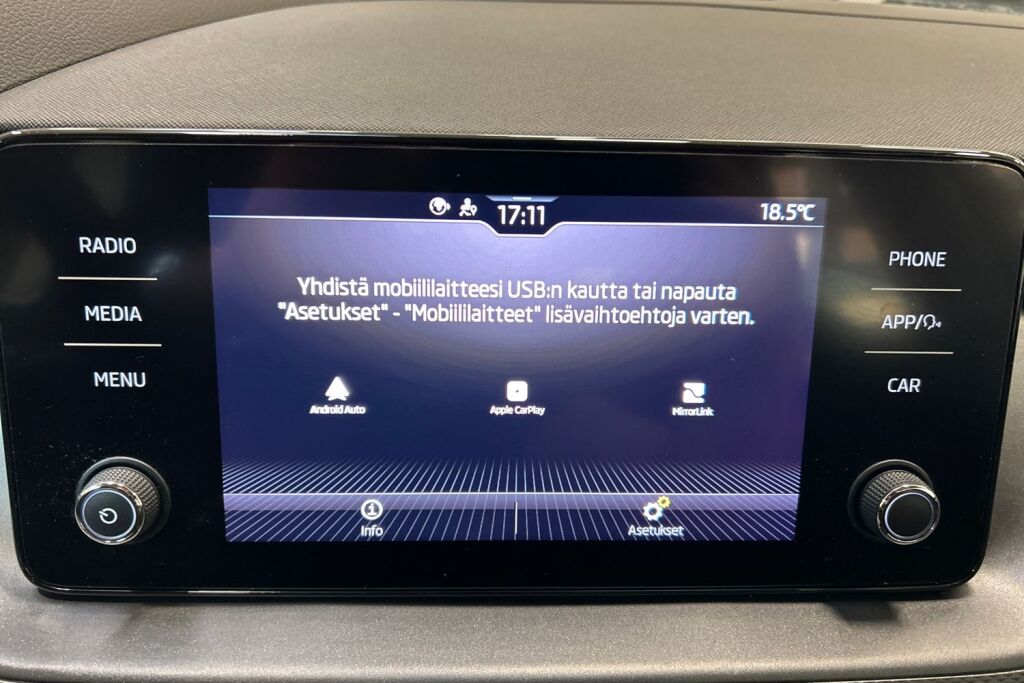 17:11
18.5°C
RADIO
MEDIA
MENU
Yhdistä mobiililaitteesi USB:n kautta tai napauta
"Asetukset" - "Mobiililaitteet" lisävaihtoehtoja varten.
Android Auto
Apple CarPlay
MirrorLink
Info
Asetukset
PHONE
APP/
CAR